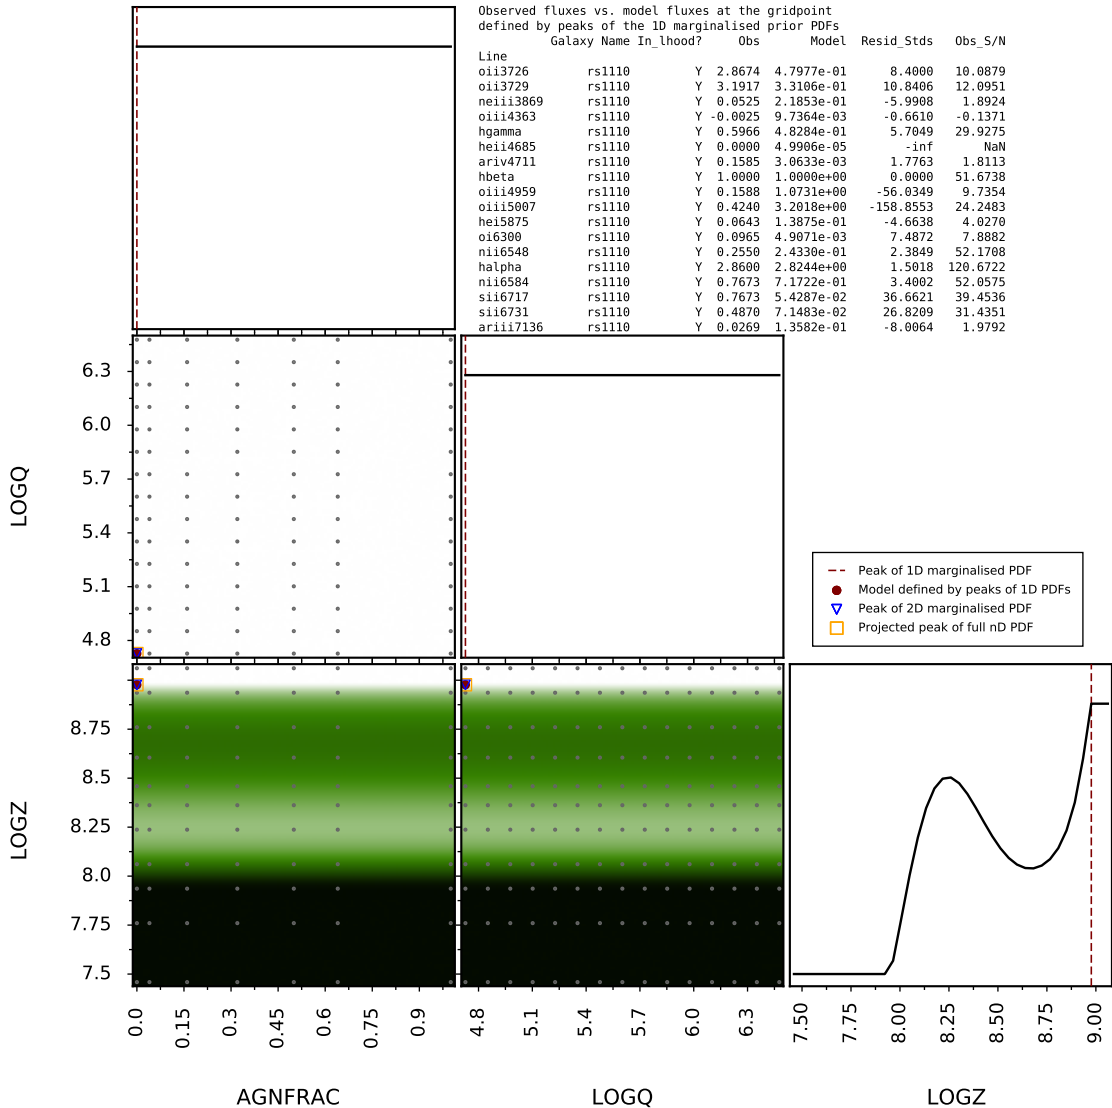 Observed fluxes vs. model fluxes at the gridpoint
defined by peaks of the 1D marginalised prior PDFs
Galaxy Name In_lhood? Obs Model Resid_Stds Obs_S/N
Line
oii3726 rs1110 Y 2.8674 4.7977e-01 8.4000 10.0879
oii3729 rs1110 Y 3.1917 3.3106e-01 10.8406 12.0951
neiii3869 rs1110 Y 0.0525 2.1853e-01 -5.9908 1.8924
oiii4363 rs1110 Y -0.0025 9.7364e-03 -0.6610 -0.1371
hgamma rs1110 Y 0.5966 4.8284e-01 5.7049 29.9275
heii4685 rs1110 Y 0.0000 4.9906e-05 -inf NaN
ariv4711 rs1110 Y 0.1585 3.0633e-03 1.7763 1.8113
hbeta rs1110 Y 1.0000 1.0000e+00 0.0000 51.6738
oiii4959 rs1110 Y 0.1588 1.0731e+00 -56.0349 9.7354
oiii5007 rs1110 Y 0.4240 3.2018e+00 -158.8553 24.2483
hei5875 rs1110 Y 0.0643 1.3875e-01 -4.6638 4.0270
oi6300 rs1110 Y 0.0965 4.9071e-03 7.4872 7.8882
nii6548 rs1110 Y 0.2550 2.4330e-01 2.3849 52.1708
halpha rs1110 Y 2.8600 2.8244e+00 1.5018 120.6722
nii6584 rs1110 Y 0.7673 7.1722e-01 3.4002 52.0575
sii6717 rs1110 Y 0.7673 5.4287e-02 36.6621 39.4536
sii6731 rs1110 Y 0.4870 7.1483e-02 26.8209 31.4351
ariii7136 rs1110 Y 0.0269 1.3582e-01 -8.0064 1.9792
LOGQ
6.3
6.0
5.7
5.4
5.1
4.8
Peak of 1D marginalised PDF
Model defined by peaks of 1D PDFs
Peak of 2D marginalised PDF
Projected peak of full nD PDF
LOGZ
8.75
8.5
8.25
8.0
7.75
7.5
0.0 0.15 0.3 0.45 0.6 0.75 0.9
4.8 5.1 5.4 5.7 6.0 6.3
7.50 7.75 8.00 8.25 8.50 8.75 9.00
AGNFRAC LOGQ LOGZ